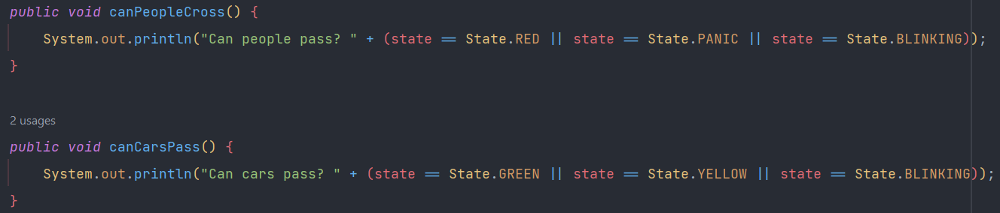 public void canPeopleCross() {
    System.out.println("Can people pass? " + (state == State.RED || state == State.PANIC || state == State.BLINKING));
}
2 usages
public void canCarsPass() {
    System.out.println("Can cars pass? " + (state == State.GREEN || state == State.YELLOW || state == State.BLINKING));
}